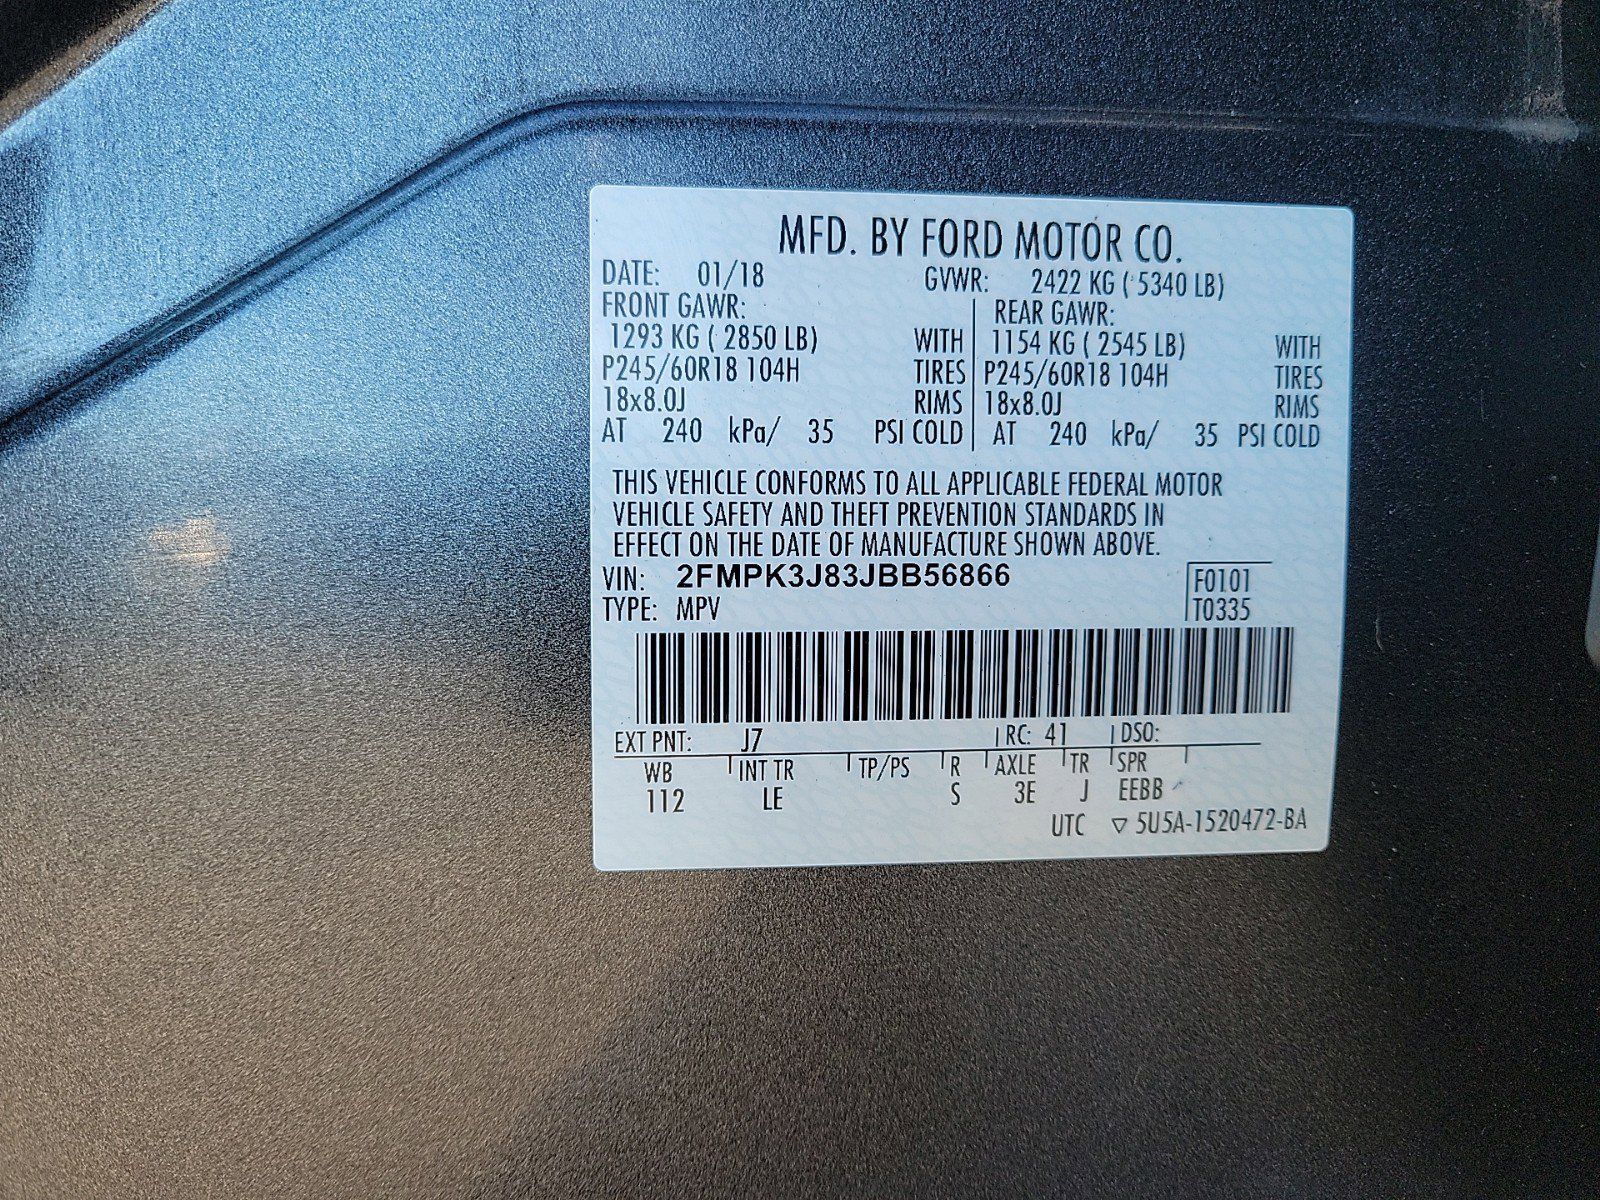 MFD. BY FORD MOTOR CO.
DATE: 01/18 GVWR: 2422 KG ( 5340 LB)
FRONT GAWR: REAR GAWR:
1293 KG ( 2850 LB) WITH 1154 KG ( 2545 LB) WITH
P245/60R18 104H TIRES P245/60R18 104H TIRES
18x8.0J RIMS 18x8.0J RIMS
AT 240 kPa/ 35 PSI COLD AT 240 kPa/ 35 PSI COLD
THIS VEHICLE CONFORMS TO ALL APPLICABLE FEDERAL MOTOR
VEHICLE SAFETY AND THEFT PREVENTION STANDARDS IN
EFFECT ON THE DATE OF MANUFACTURE SHOWN ABOVE.
VIN: 2FMPK3J83JBB56866 F0101
TYPE: MPV T0335
EXT PNT: J7 RC: 41 DSO:
WB INT TR TP/PS R AXLE TR SPR
112 LE S 3E J EEBB
UTC ▽ 5U5A-1520472-BA